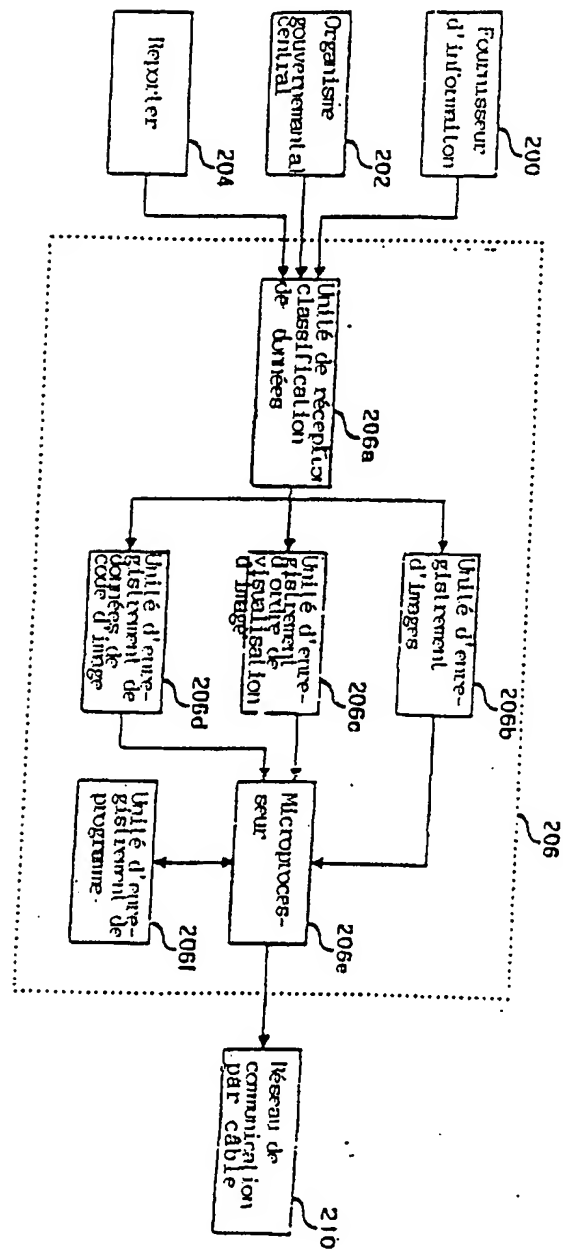 Fournisseur
d'informiton
200
Organisme
gouvernemantal
central
202
Reporter
204
206
Unité de réception
classification
de données
206a
Unité d'enre-
gistrement
d'images
206b
Unité d'enre-
gistrement
d'ordre de
visualisation
d'image
206c
Unité d'enre-
gistrement de
données de
code d'image
206d
Microproces-
seur
206e
Unité d'enre-
gistrement de
programme.
206f
Réseau de
communication
par câble
210